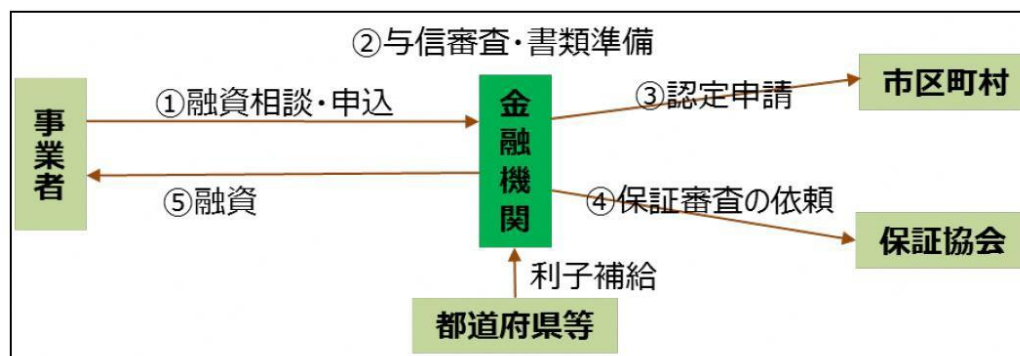 ②与信審査・書類準備
事業者
①融資相談・申込
金融機関
③認定申請
市区町村
⑤融資
④保証審査の依頼
保証協会
利子補給
都道府県等